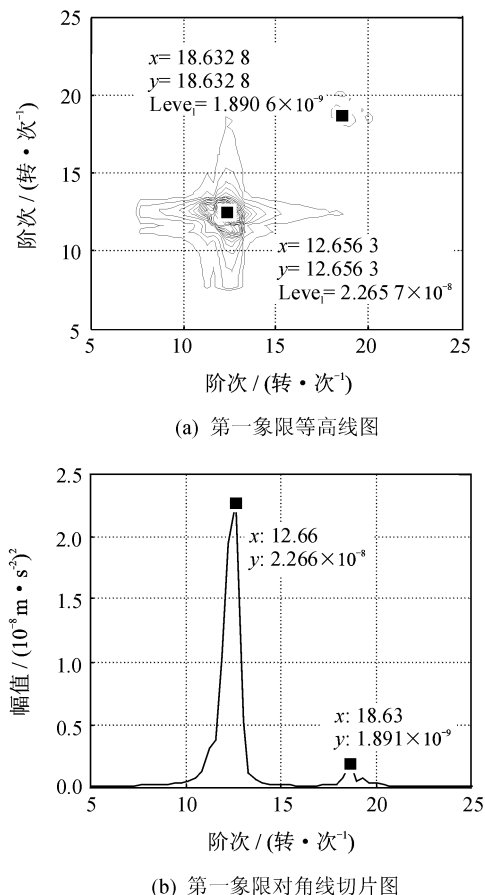 25
x= 18.632 8
y= 18.632 8
Level= 1.890 6×10⁻⁹
20
阶次 / (转·次⁻¹)
15
10
x= 12.656 3
y= 12.656 3
Level= 2.265 7×10⁻⁸
5
5 10 15 20 25
阶次 / (转·次⁻¹)
(a) 第一象限等高线图
2.5
x: 12.66
2.0
y: 2.266×10⁻⁸
幅值 / (10⁻⁸m·s⁻²)²
1.5
1.0
x: 18.63
0.5
y: 1.891×10⁻⁹
0.0
5 10 15 20 25
阶次 / (转·次⁻¹)
(b) 第一象限对角线切片图